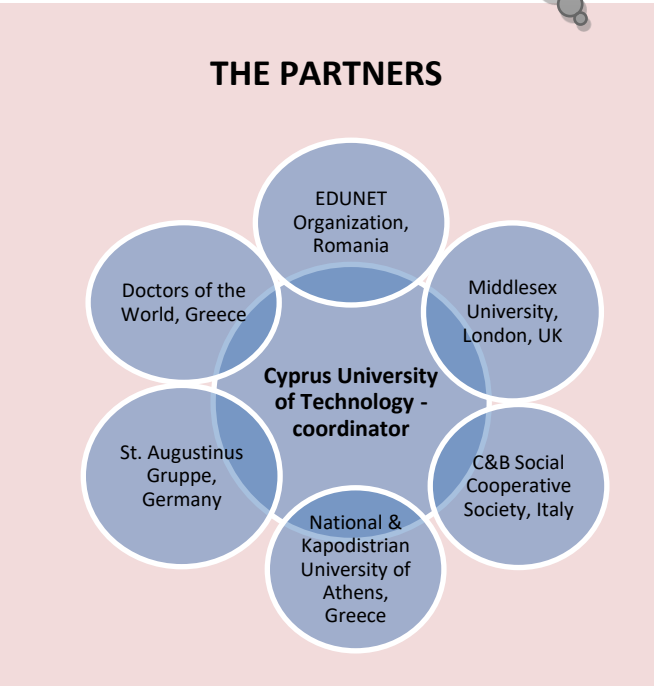 THE PARTNERS
EDUNET
Organization,
Romania
Middlesex
University,
London, UK
C&B Social
Cooperative
Society, Italy
National &
Kapodistrian
University of
Athens,
Greece
St. Augustinus
Gruppe,
Germany
Doctors of the
World, Greece
Cyprus University
of Technology -
coordinator